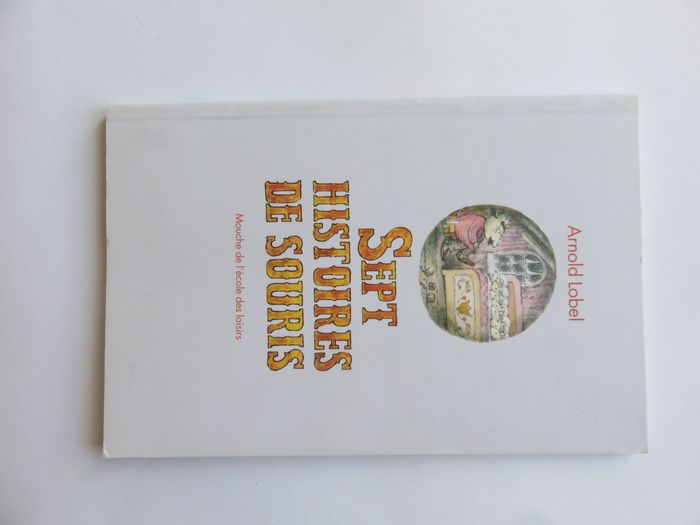 Arnold Lobel
SEPT
HISTOIRES
DE SOURIS
Mouche de l'école des loisirs